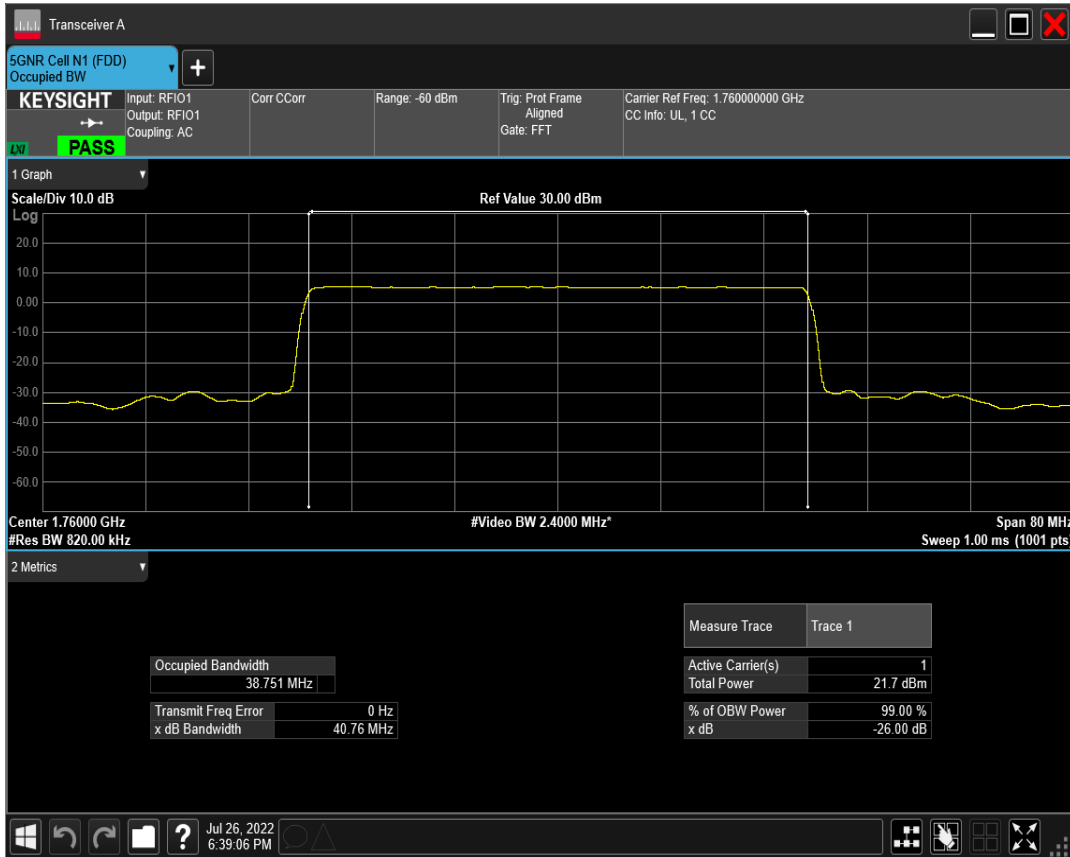 Transceiver A
5GNR Cell N1 (FDD)
Occupied BW
+
KEYSIGHT
LXI
PASS
Input: RFIO1
Output: RFIO1
Coupling: AC
Corr CCorr
Range: -60 dBm
Trig: Prot Frame
Aligned
Gate: FFT
Carrier Ref Freq: 1.760000000 GHz
CC Info: UL, 1 CC
1 Graph
Scale/Div 10.0 dB
Ref Value 30.00 dBm
Log
20.0
10.0
0.00
-10.0
-20.0
-30.0
-40.0
-50.0
-60.0
Center 1.76000 GHz
#Video BW 2.4000 MHz*
Span 80 MHz
#Res BW 820.00 kHz
Sweep 1.00 ms (1001 pts)
2 Metrics
Measure Trace Trace 1
Occupied Bandwidth
38.751 MHz
Active Carrier(s) 1
Total Power 21.7 dBm
Transmit Freq Error 0 Hz
x dB Bandwidth 40.76 MHz
% of OBW Power 99.00 %
x dB -26.00 dB
?
Jul 26, 2022
6:39:06 PM